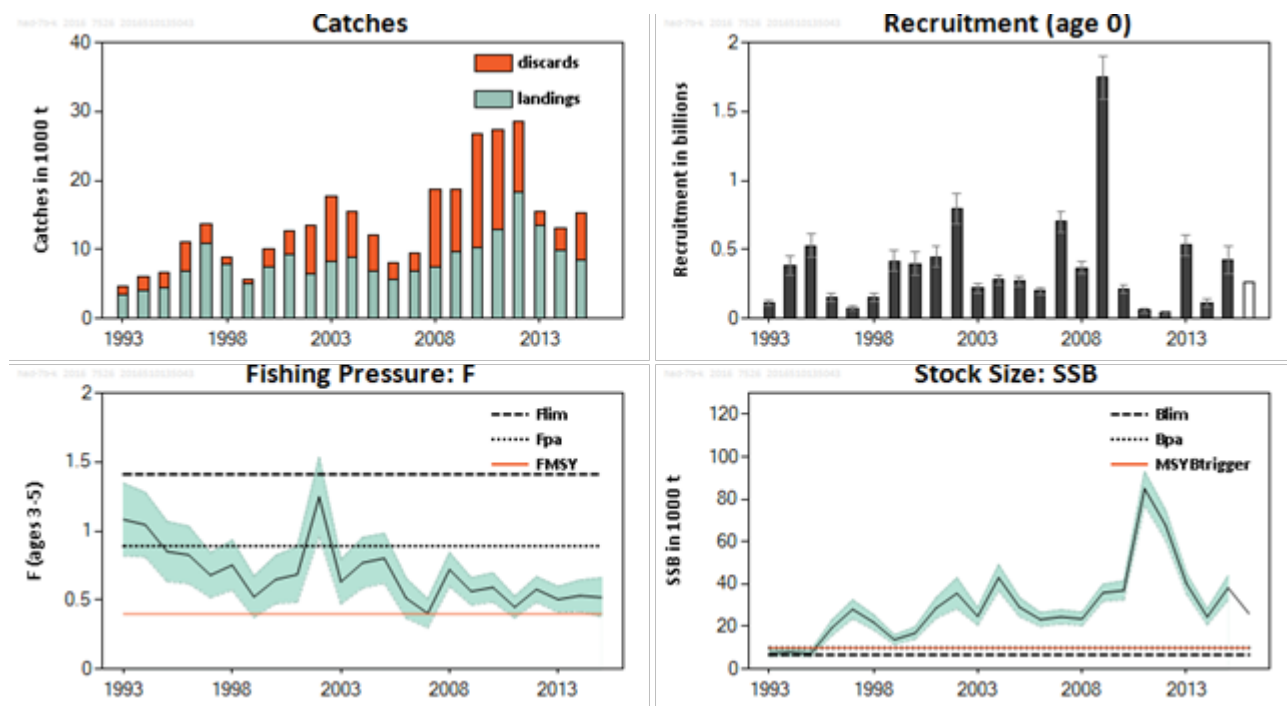 Catches
40
30
20
10
0
Catches in 1000 t
discards
landings
1993 1998 2003 2008 2013
Recruitment (age 0)
2
1.5
1
0.5
0
Recruitment in billions
1993 1998 2003 2008 2013
Fishing Pressure: F
2
1.5
1
0.5
0
F (ages 3-5)
Flim
Fpa
FMSY
1993 1998 2003 2008 2013
Stock Size: SSB
120
100
80
60
40
20
0
SSB in 1000 t
Blim
Bpa
MSYBtrigger
1993 1998 2003 2008 2013